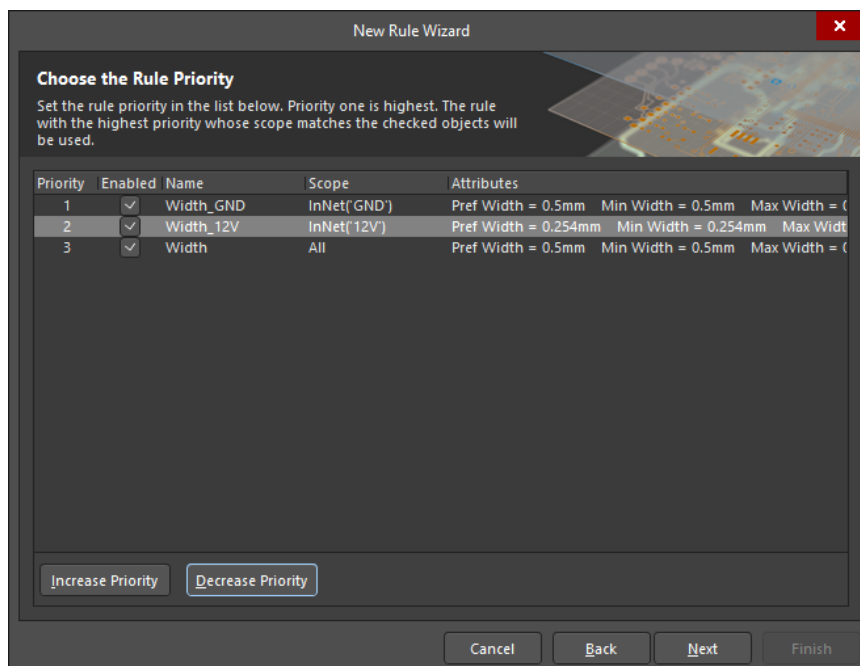 New Rule Wizard
Choose the Rule Priority
Set the rule priority in the list below. Priority one is highest. The rule
with the highest priority whose scope matches the checked objects will
be used.
Priority Enabled Name Scope Attributes
1 Width_GND InNet('GND') Pref Width = 0.5mm Min Width = 0.5mm Max Width = 0
2 Width_12V InNet('12V') Pref Width = 0.254mm Min Width = 0.254mm Max Widt
3 Width All Pref Width = 0.5mm Min Width = 0.5mm Max Width = 0
Increase Priority Decrease Priority
Cancel Back Next Finish